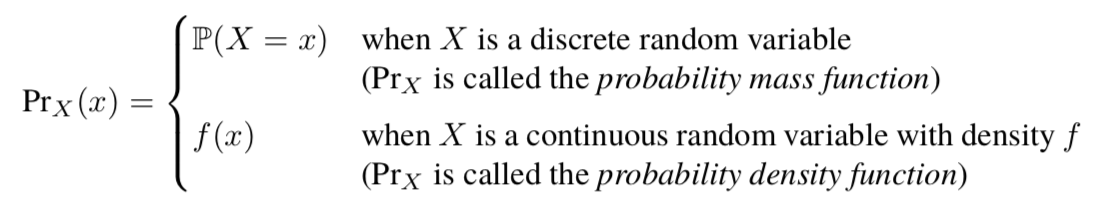 ℙ(X = x) when X is a discrete random variable
(Pr_X is called the probability mass function)
Pr_X(x) = {
f(x) when X is a continuous random variable with density f
(Pr_X is called the probability density function)